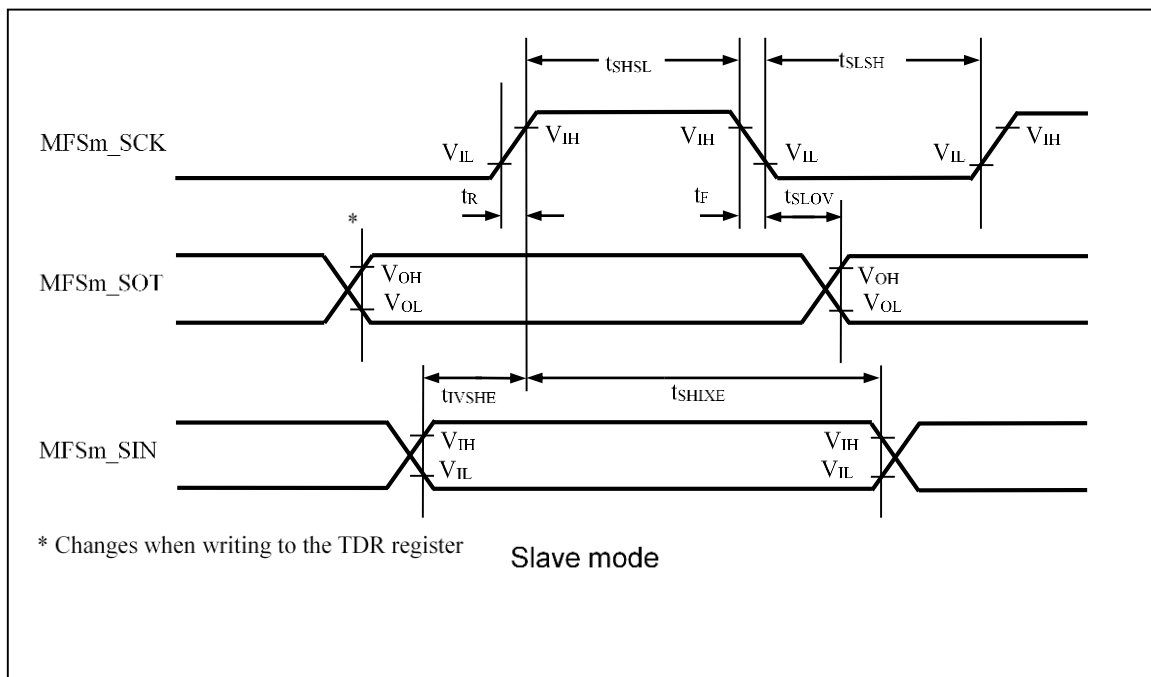 tSHSL
tSLSH
MFSm_SCK
VIH
VIH
VIH
VIL
VIL
VIL
tR
tF
tSLOV
*
MFSm_SOT
VOH
VOH
VOL
VOL
tIVSHE
tSHIXE
MFSm_SIN
VIH
VIH
VIL
VIL
* Changes when writing to the TDR register
Slave mode